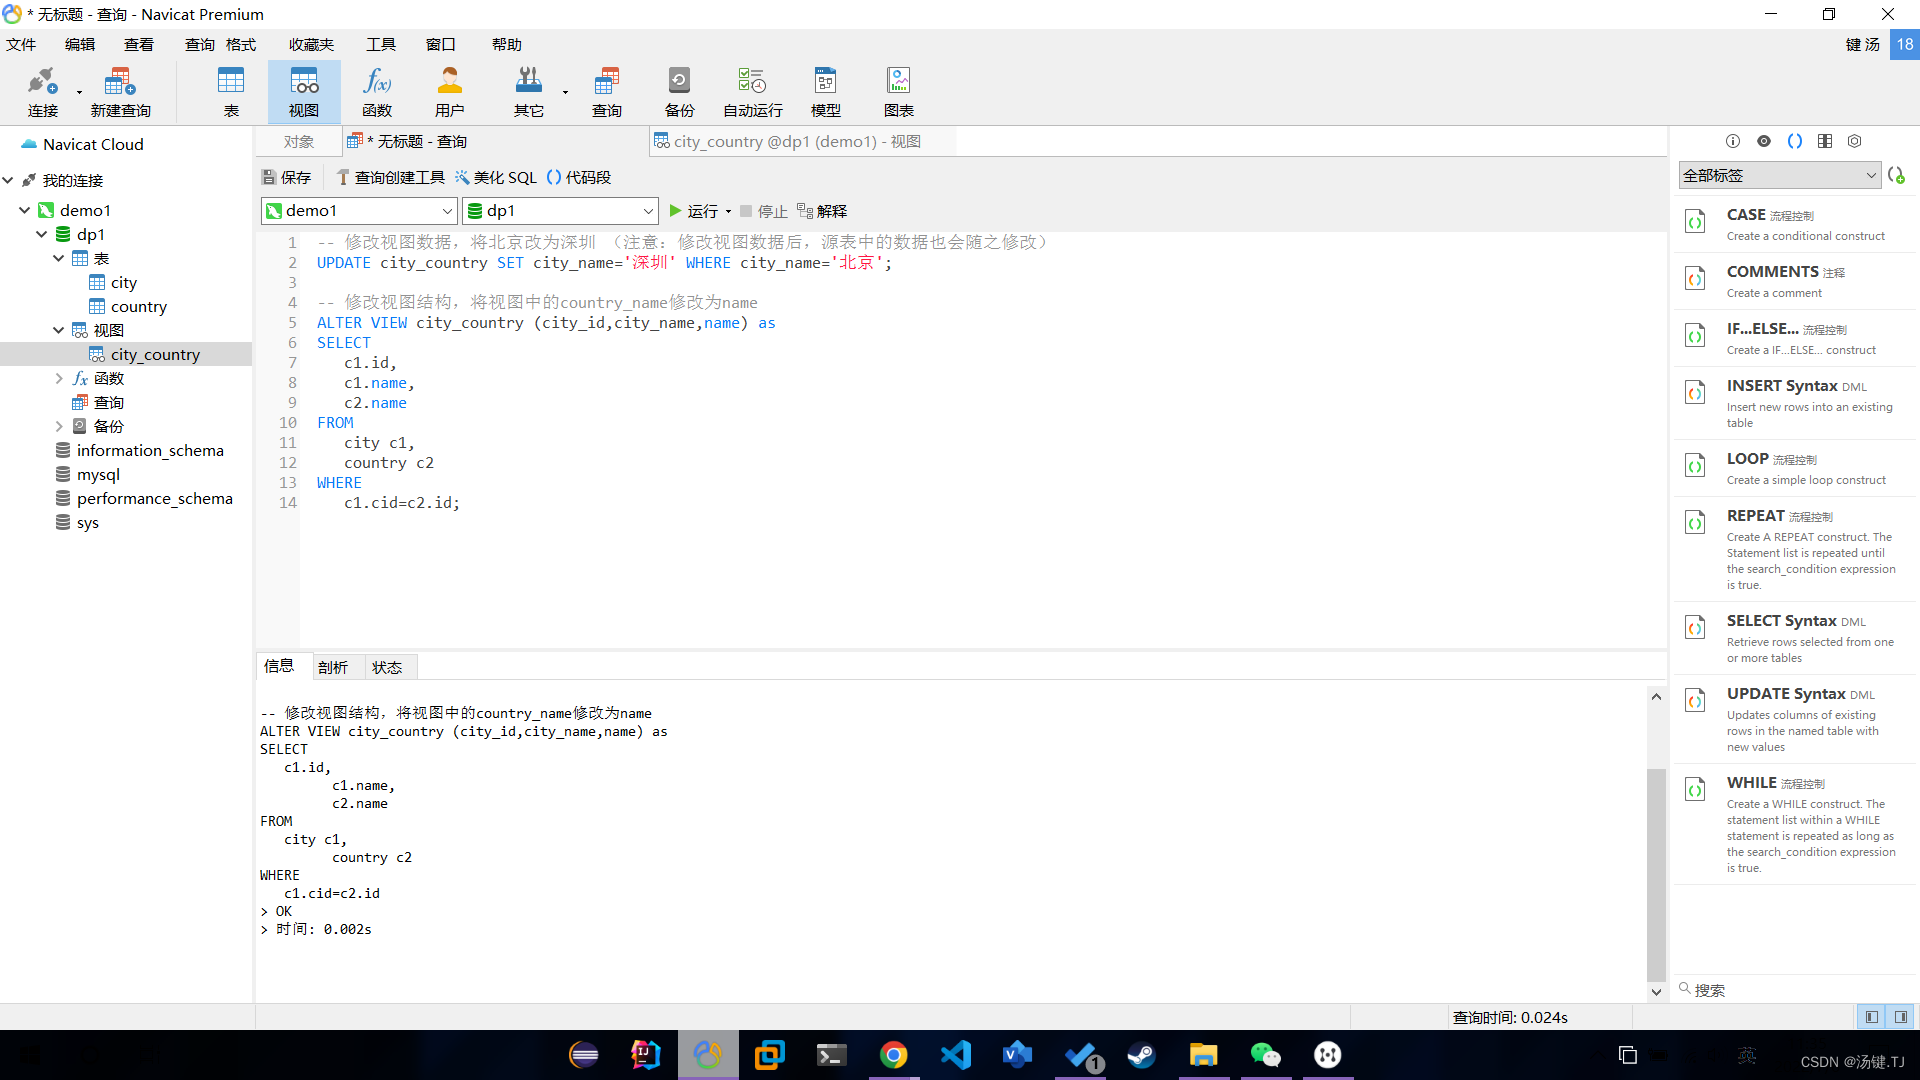 * 无标题 - 查询 - Navicat Premium
文件 编辑 查看 查询 格式 收藏夹 工具 窗口 帮助 键 汤 18
连接 新建查询 表 视图 函数 用户 其它 查询 备份 自动运行 模型 图表
Navicat Cloud
我的连接
demo1
dp1
表
city
country
视图
city_country
函数
查询
备份
information_schema
mysql
performance_schema
sys
对象 * 无标题 - 查询 city_country @dp1 (demo1) - 视图
保存 查询创建工具 美化 SQL 代码段
demo1 dp1 运行 停止 解释
1 -- 修改视图数据，将北京改为深圳 （注意：修改视图数据后，源表中的数据也会随之修改）
2 UPDATE city_country SET city_name='深圳' WHERE city_name='北京';
3
4 -- 修改视图结构，将视图中的country_name修改为name
5 ALTER VIEW city_country (city_id,city_name,name) as
6 SELECT
7 c1.id,
8 c1.name,
9 c2.name
10 FROM
11 city c1,
12 country c2
13 WHERE
14 c1.cid=c2.id;
信息 剖析 状态
-- 修改视图结构，将视图中的country_name修改为name
ALTER VIEW city_country (city_id,city_name,name) as
SELECT
c1.id,
c1.name,
c2.name
FROM
city c1,
country c2
WHERE
c1.cid=c2.id
> OK
> 时间: 0.002s
全部标签
CASE 流程控制
Create a conditional construct
COMMENTS 注释
Create a comment
IF...ELSE... 流程控制
Create a IF...ELSE... construct
INSERT Syntax DML
Insert new rows into an existing
table
LOOP 流程控制
Create a simple loop construct
REPEAT 流程控制
Create A REPEAT construct. The
Statement list is repeated until
the search_condition expression
is true.
SELECT Syntax DML
Retrieve rows selected from one
or more tables
UPDATE Syntax DML
Updates columns of existing
rows in the named table with
new values
WHILE 流程控制
Create a WHILE construct. The
statement list within a WHILE
statement is repeated as long as
the search_condition expression
is true.
搜索
查询时间: 0.024s
英
CSDN @汤键.TJ